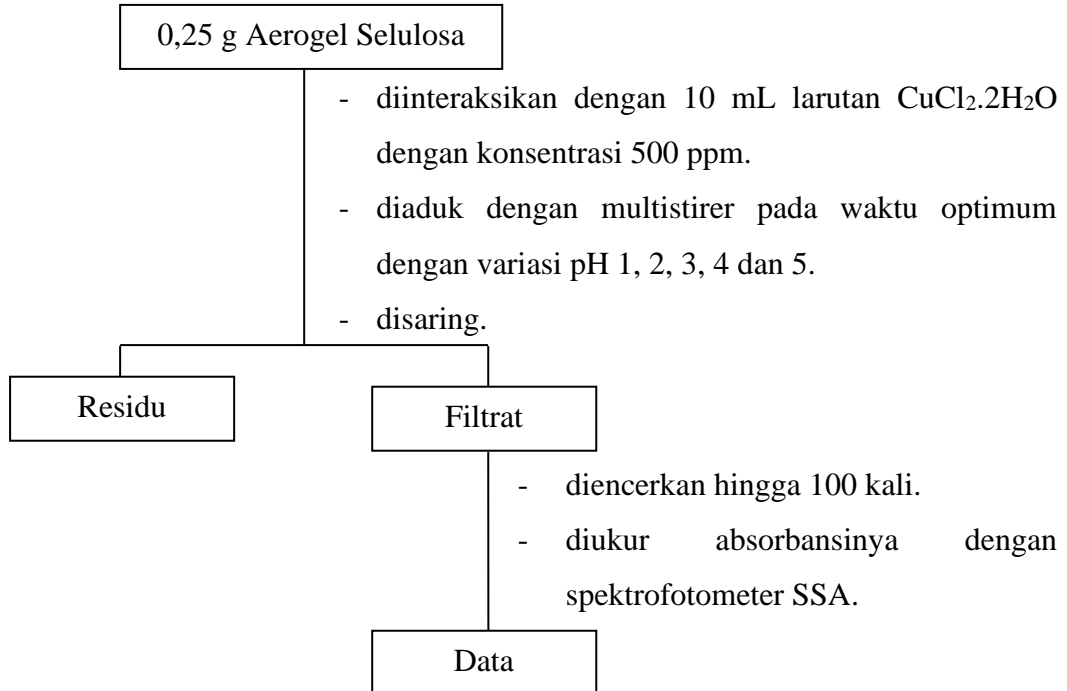 0,25 g Aerogel Selulosa
- diinteraksikan dengan 10 mL larutan CuCl₂.2H₂O
dengan konsentrasi 500 ppm.
- diaduk dengan multistirer pada waktu optimum
dengan variasi pH 1, 2, 3, 4 dan 5.
- disaring.
Residu
Filtrat
- diencerkan hingga 100 kali.
- diukur absorbansinya dengan
spektrofotometer SSA.
Data